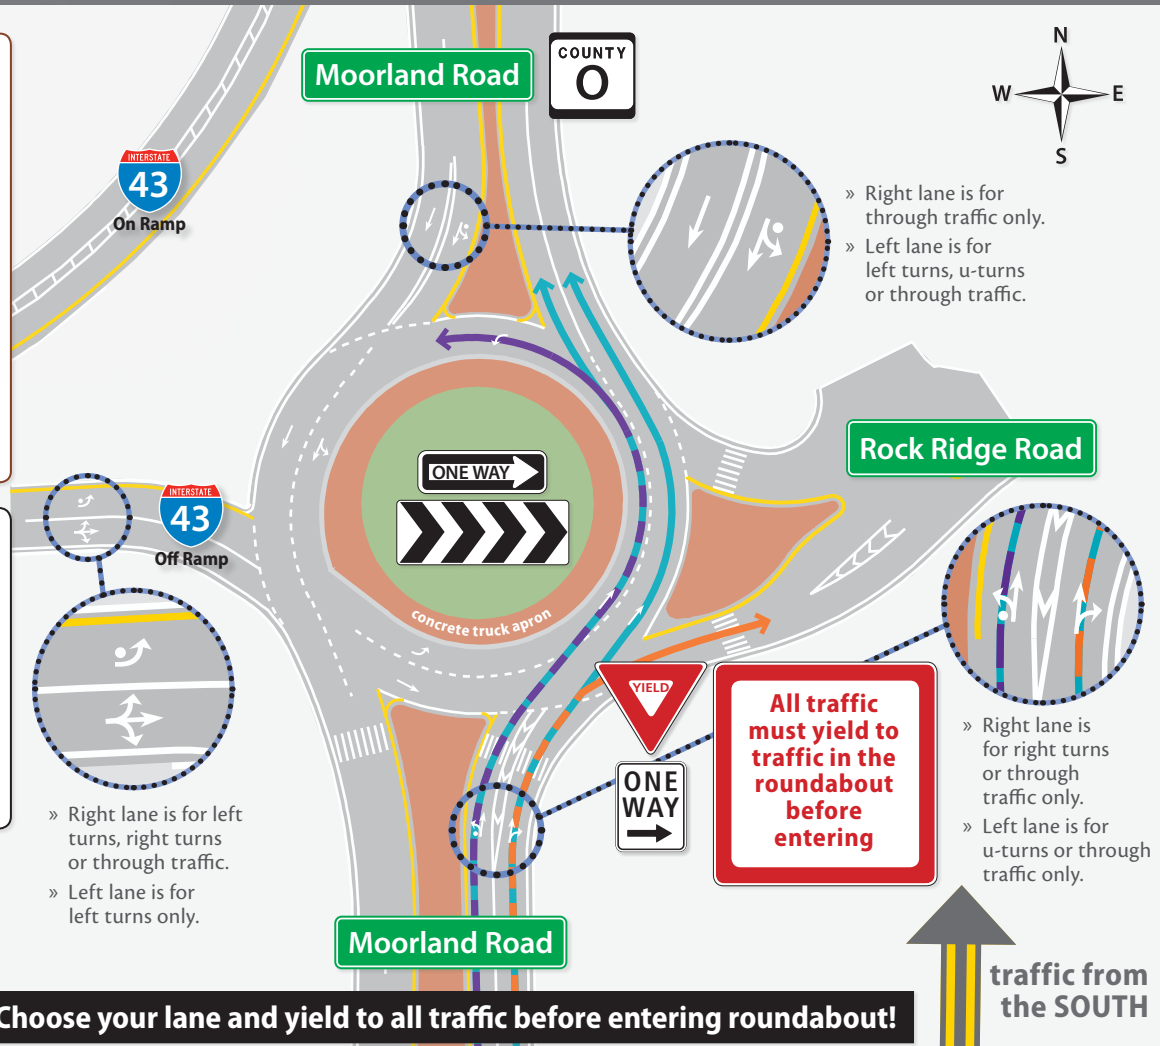 Moorland Road
COUNTY
O
N
W E
S
INTERSTATE
43
On Ramp
» Right lane is for
through traffic only.
» Left lane is for
left turns, u-turns
or through traffic.
Rock Ridge Road
ONE WAY
INTERSTATE
43
Off Ramp
concrete truck apron
YIELD
ONE
WAY
All traffic
must yield to
traffic in the
roundabout
before
entering
» Right lane is
for right turns
or through
traffic only.
» Left lane is for
u-turns or through
traffic only.
» Right lane is for left
turns, right turns
or through traffic.
» Left lane is for
left turns only.
Moorland Road
traffic from
the SOUTH
Choose your lane and yield to all traffic before entering roundabout!